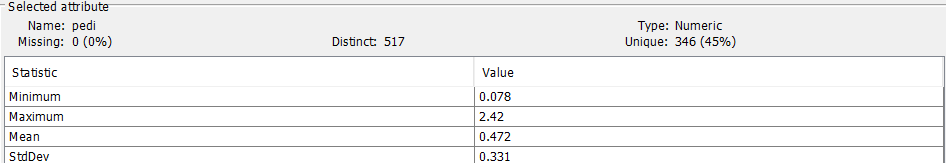 Selected attribute
Name: pedi Type: Numeric
Missing: 0 (0%) Distinct: 517 Unique: 346 (45%)
Statistic Value
Minimum 0.078
Maximum 2.42
Mean 0.472
StdDev 0.331